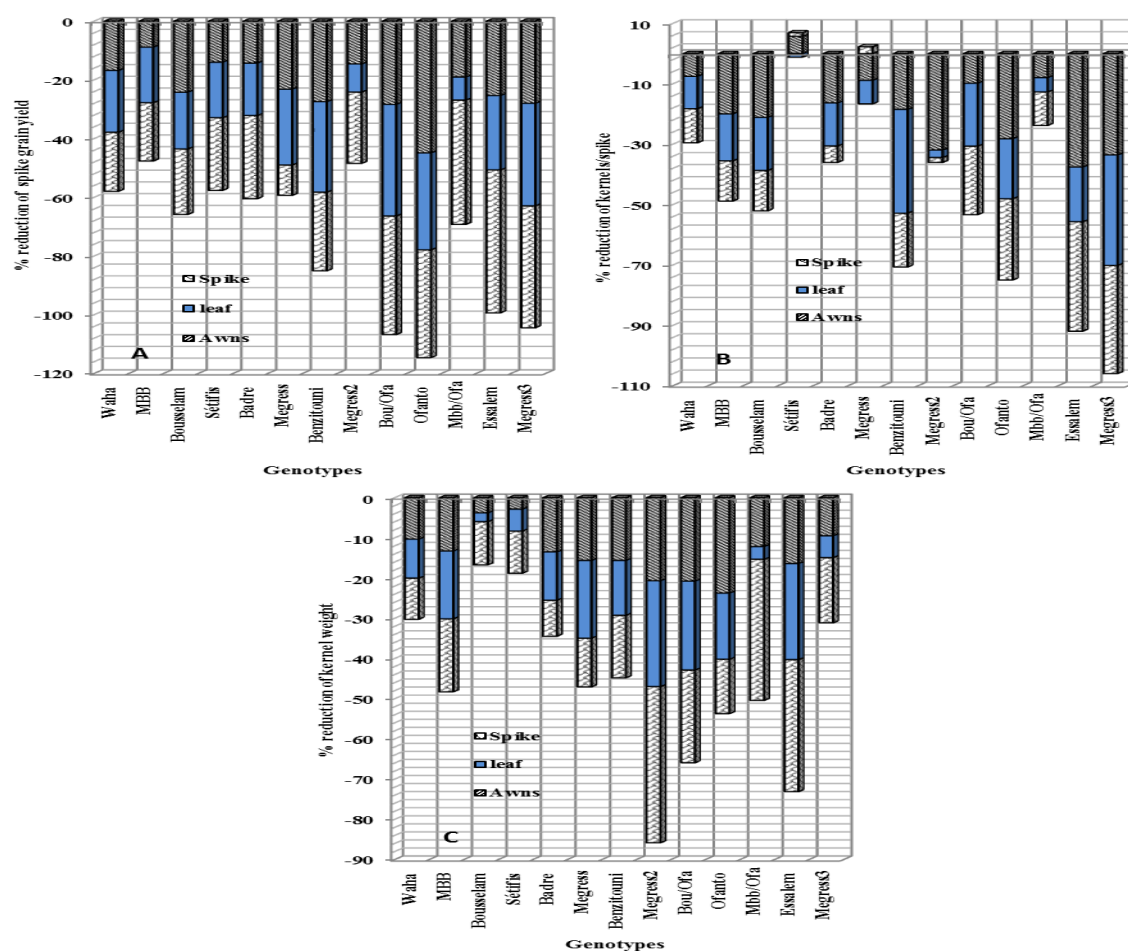 % reduction of spike grain yield
0
-20
-40
-60
-80
-100
-120
Spike
leaf
Awns
A
Waha
MBB
Bousselam
Sétifis
Badre
Megress
Benzitouni
Megress2
Bou/Ofa
Ofanto
Mbb/Ofa
Essalem
Megress3
Genotypes
% reduction of kernels/spike
10
-10
-30
-50
-70
-90
-110
Spike
leaf
Awns
B
Waha
MBB
Bousselam
Sétifis
Badre
Megress
Benzitouni
Megress2
Bou/Ofa
Ofanto
Mbb/Ofa
Essalem
Megress3
Genotypes
% reduction of kernel weight
0
-10
-20
-30
-40
-50
-60
-70
-80
-90
Spike
leaf
Awns
C
Waha
MBB
Bousselam
Sétifis
Badre
Megress
Benzitouni
Megress2
Bou/Ofa
Ofanto
Mbb/Ofa
Essalem
Megress3
Genotypes